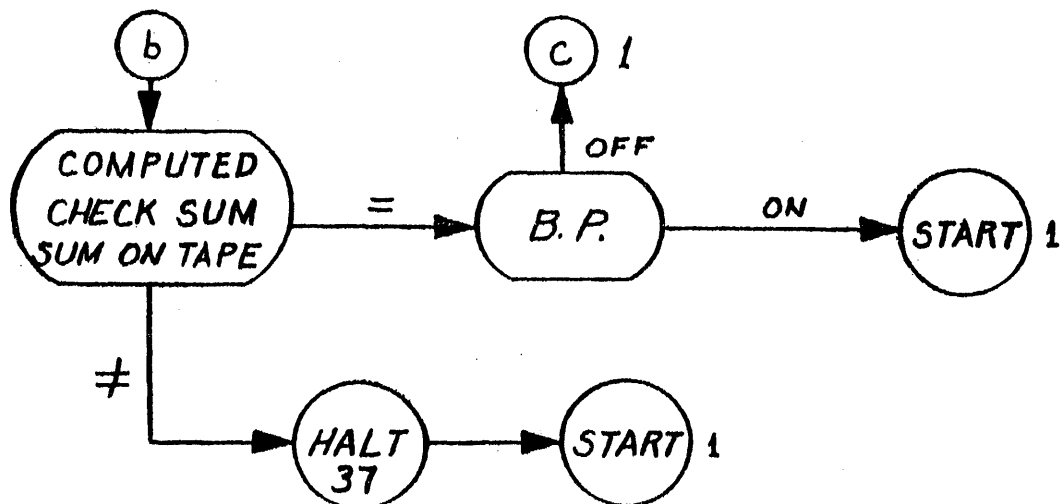 b
C 1
OFF
COMPUTED
CHECK SUM
SUM ON TAPE
=
B. P.
ON
START 1
≠
HALT
37
START 1